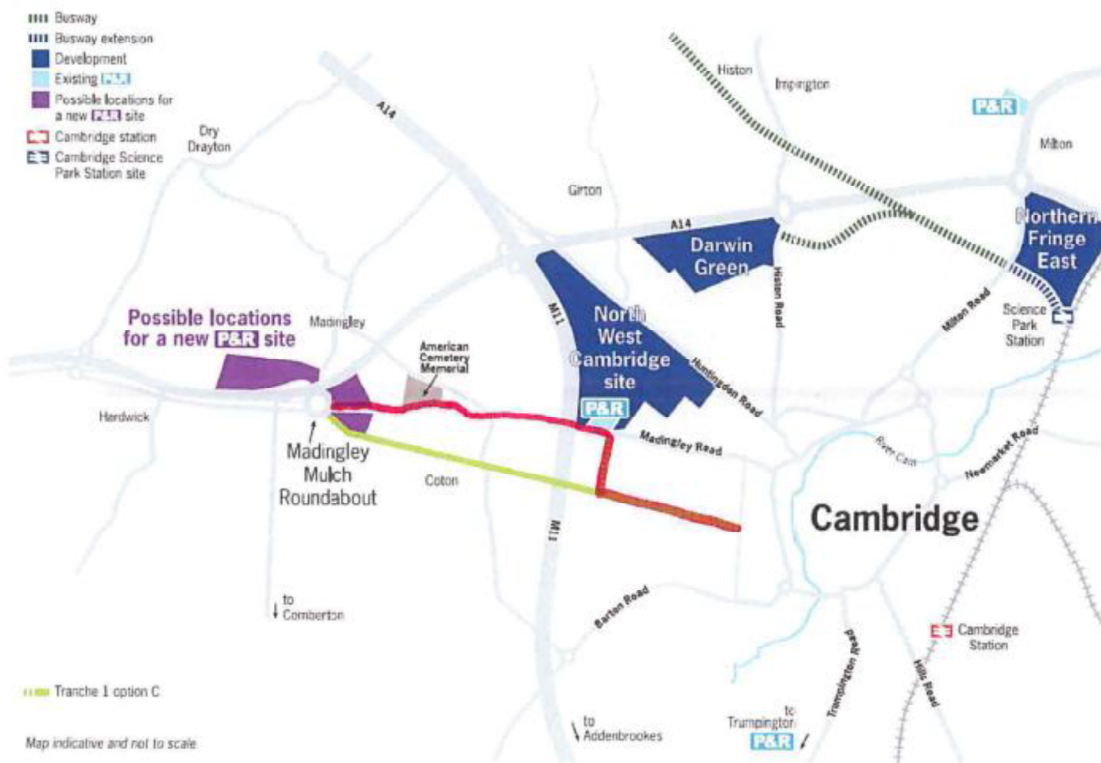 Busway
Busway extension
Development
Existing P&R
Possible locations for
a new P&R site
Cambridge station
Cambridge Science
Park Station site
A14
Dry
Drayton
Histon
Impington
P&R
Milton
Girton
A14
Darwin
Green
Northern
Fringe
East
Histon Road
Milton Road
Science
Park
Station
M11
North
West
Cambridge
site
Huntingdon Road
P&R
Madingley Road
Possible locations
for a new P&R site
Madingley
American
Cemetery
Memorial
Hardwick
Madingley
Mulch
Roundabout
Coton
M11
River Cam
Newmarket Road
Cambridge
to
Comberton
Barton Road
Cambridge
Station
Trumpington Road
Hills Road
to
Addenbrookes
to
Trumpington
P&R
Tranche 1 option C
Map indicative and not to scale